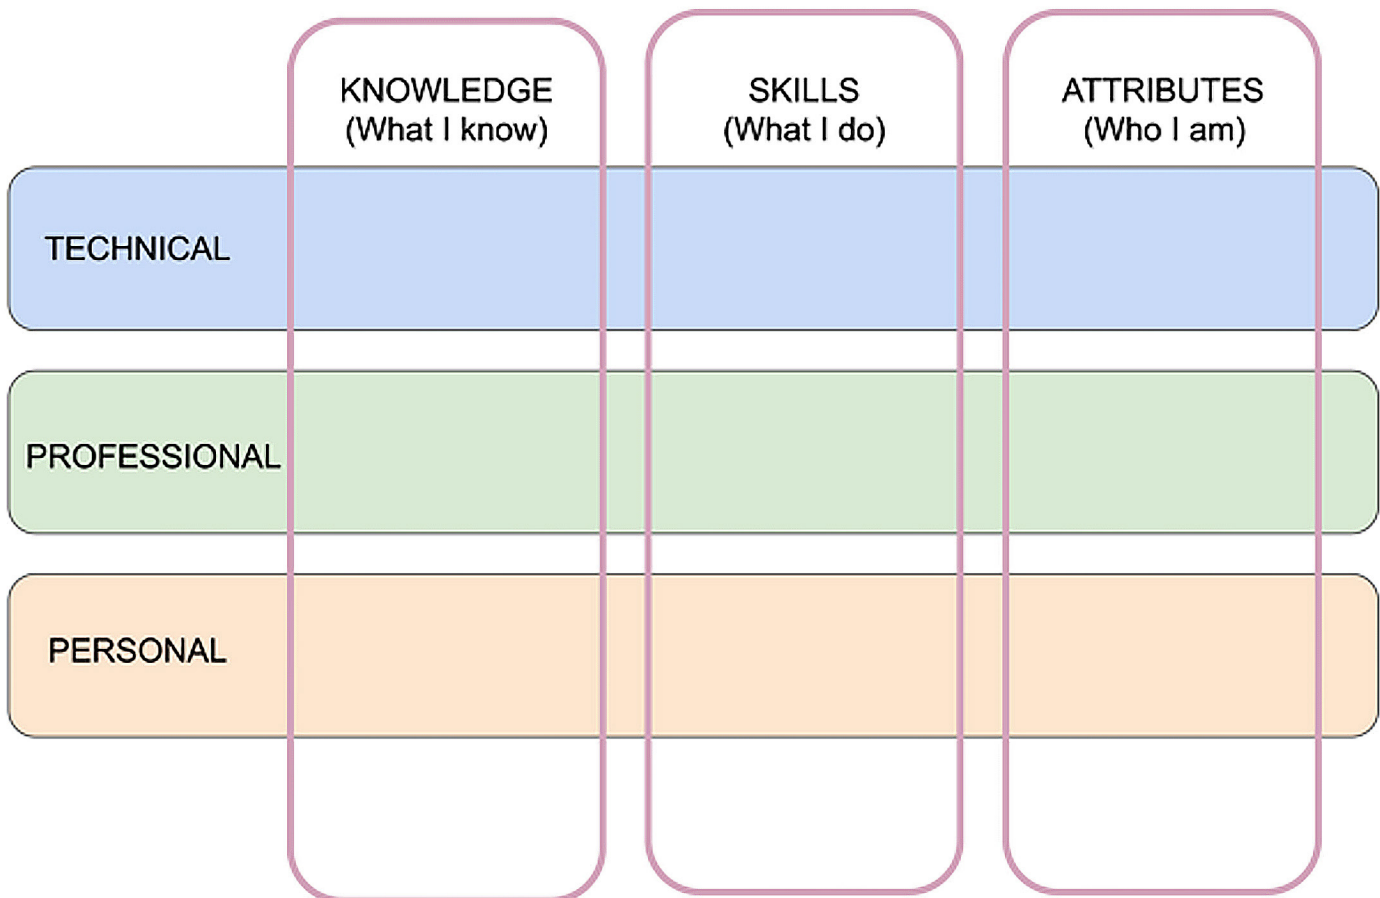 KNOWLEDGE
(What I know)
SKILLS
(What I do)
ATTRIBUTES
(Who I am)
TECHNICAL
PROFESSIONAL
PERSONAL